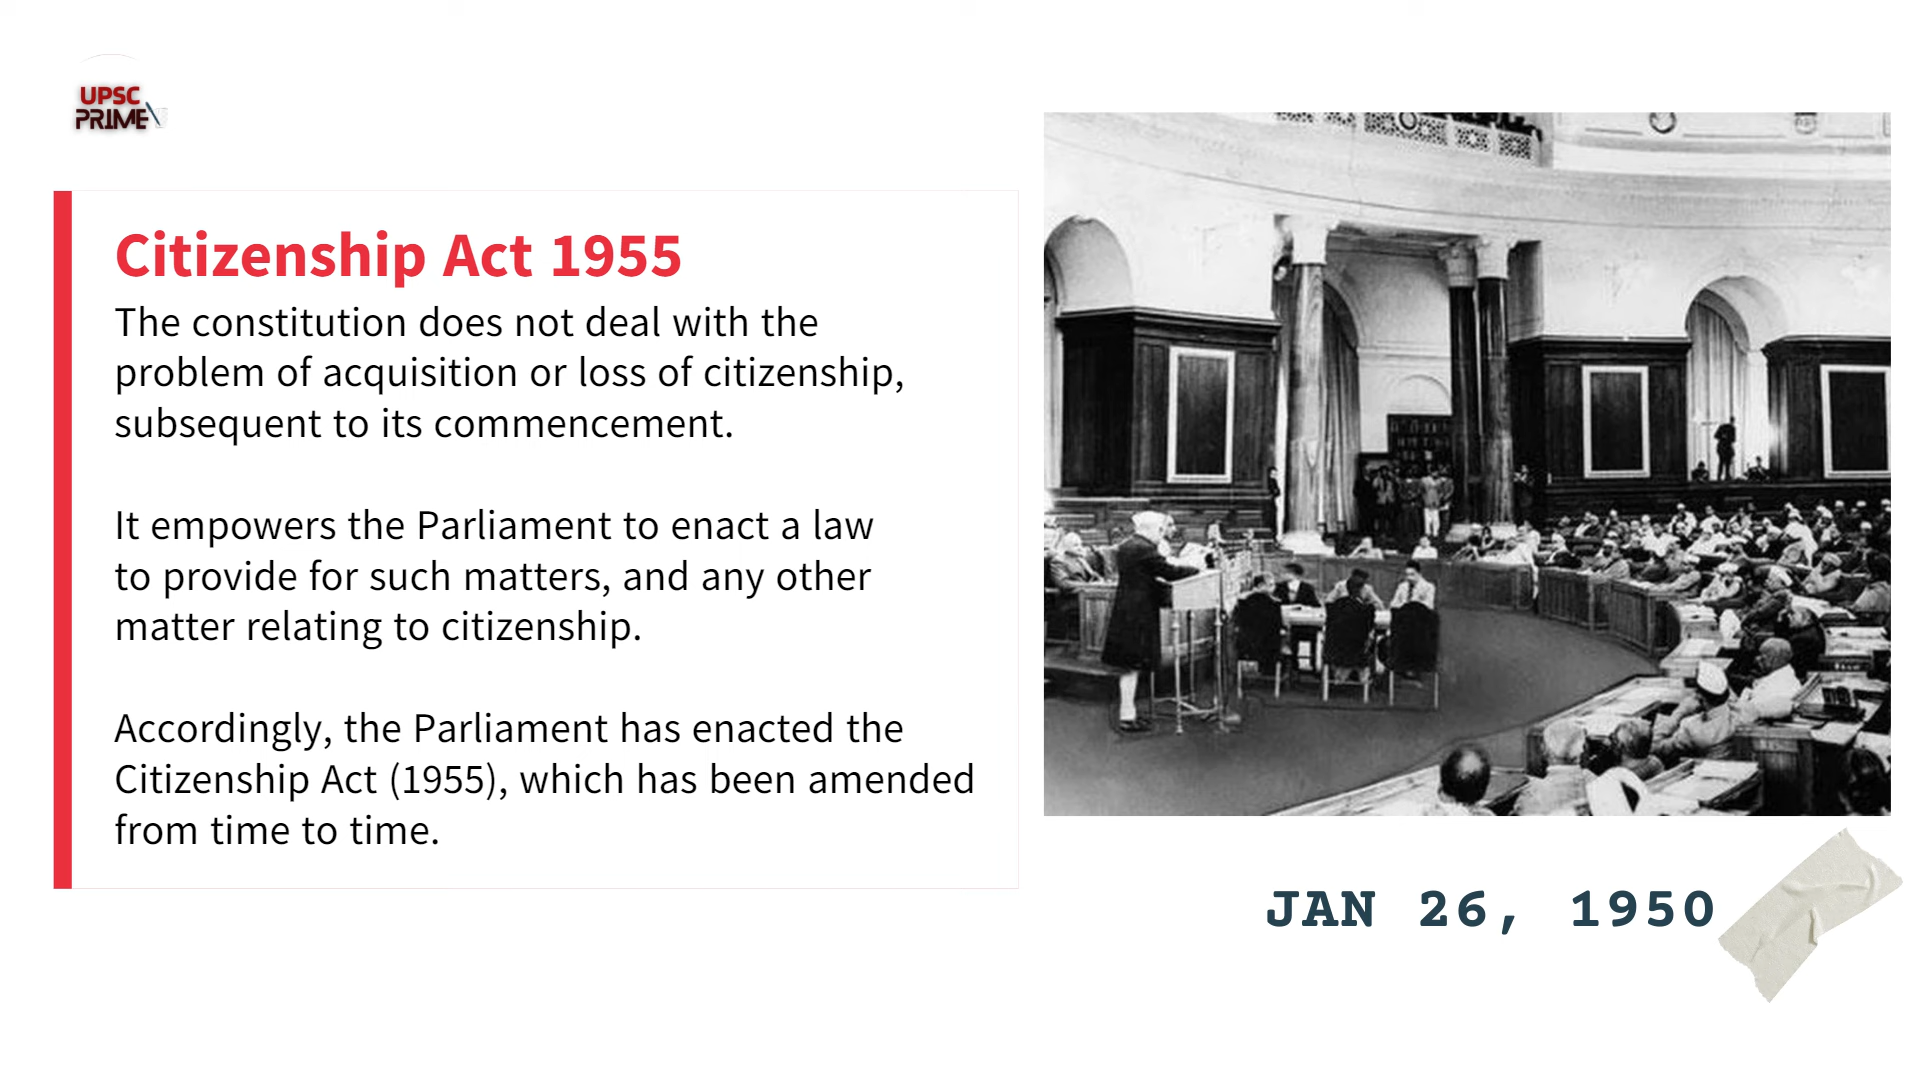 UPSC
PRIME
Citizenship Act 1955
The constitution does not deal with the
problem of acquisition or loss of citizenship,
subsequent to its commencement.
It empowers the Parliament to enact a law
to provide for such matters, and any other
matter relating to citizenship.
Accordingly, the Parliament has enacted the
Citizenship Act (1955), which has been amended
from time to time.
JAN 26, 1950